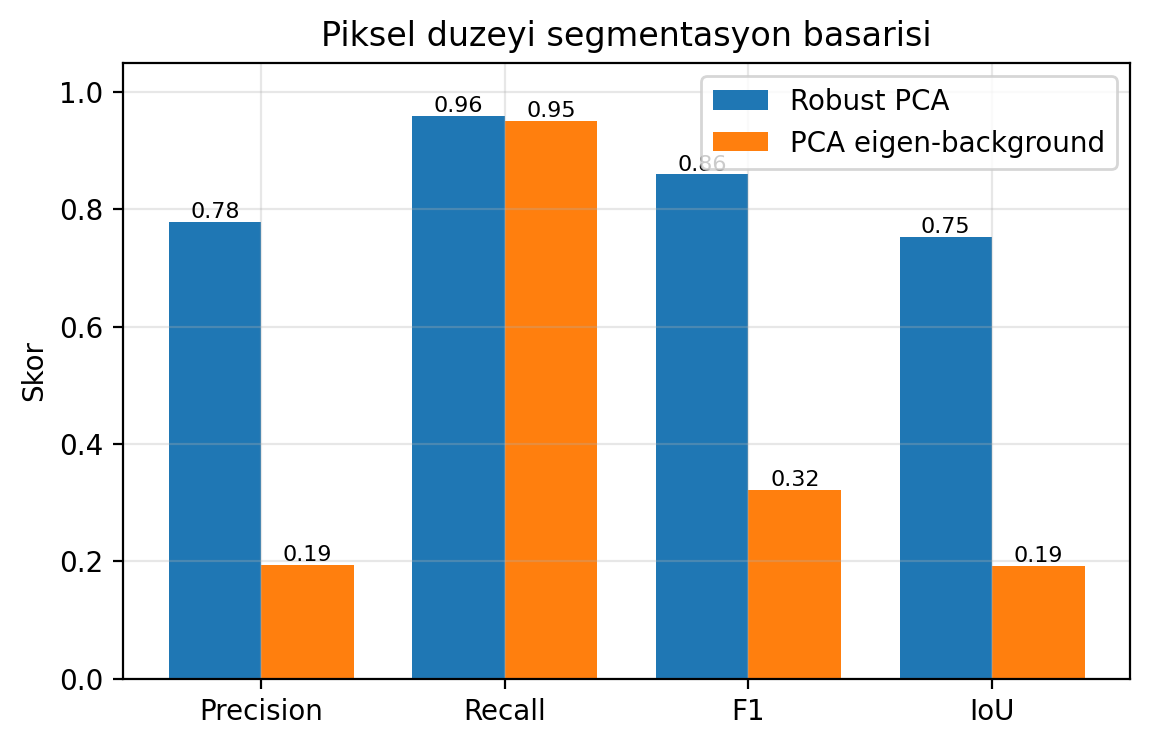 Piksel duzeyi segmentasyon basarisi
Robust PCA
PCA eigen-background
Skor
1.0
0.8
0.6
0.4
0.2
0.0
0.78
0.19
0.96
0.95
0.86
0.32
0.75
0.19
Precision
Recall
F1
IoU